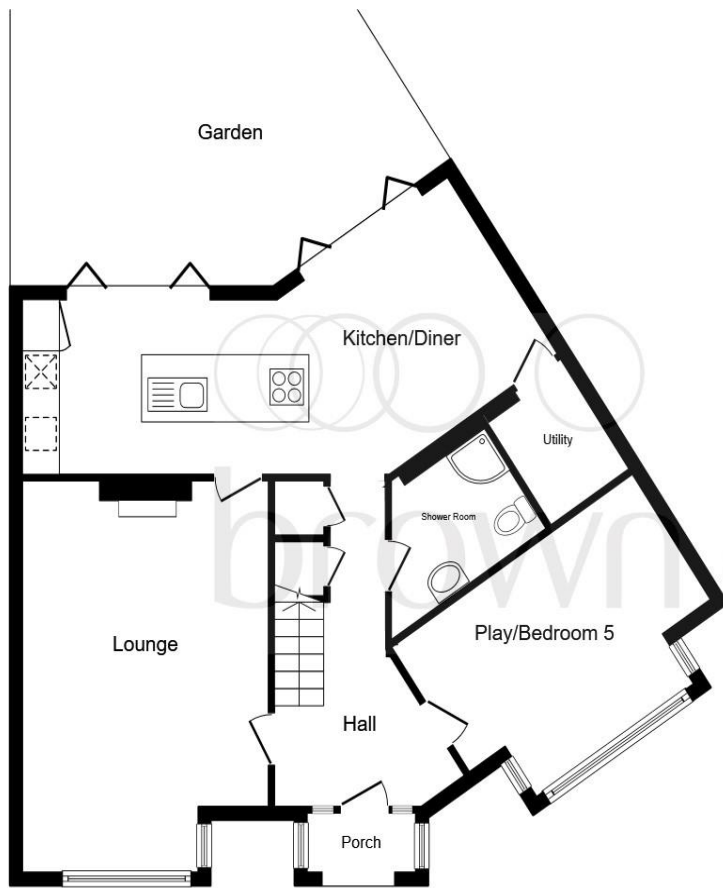 Garden
Kitchen/Diner
Utility
Shower Room
brown
Play/Bedroom 5
Lounge
Hall
Porch